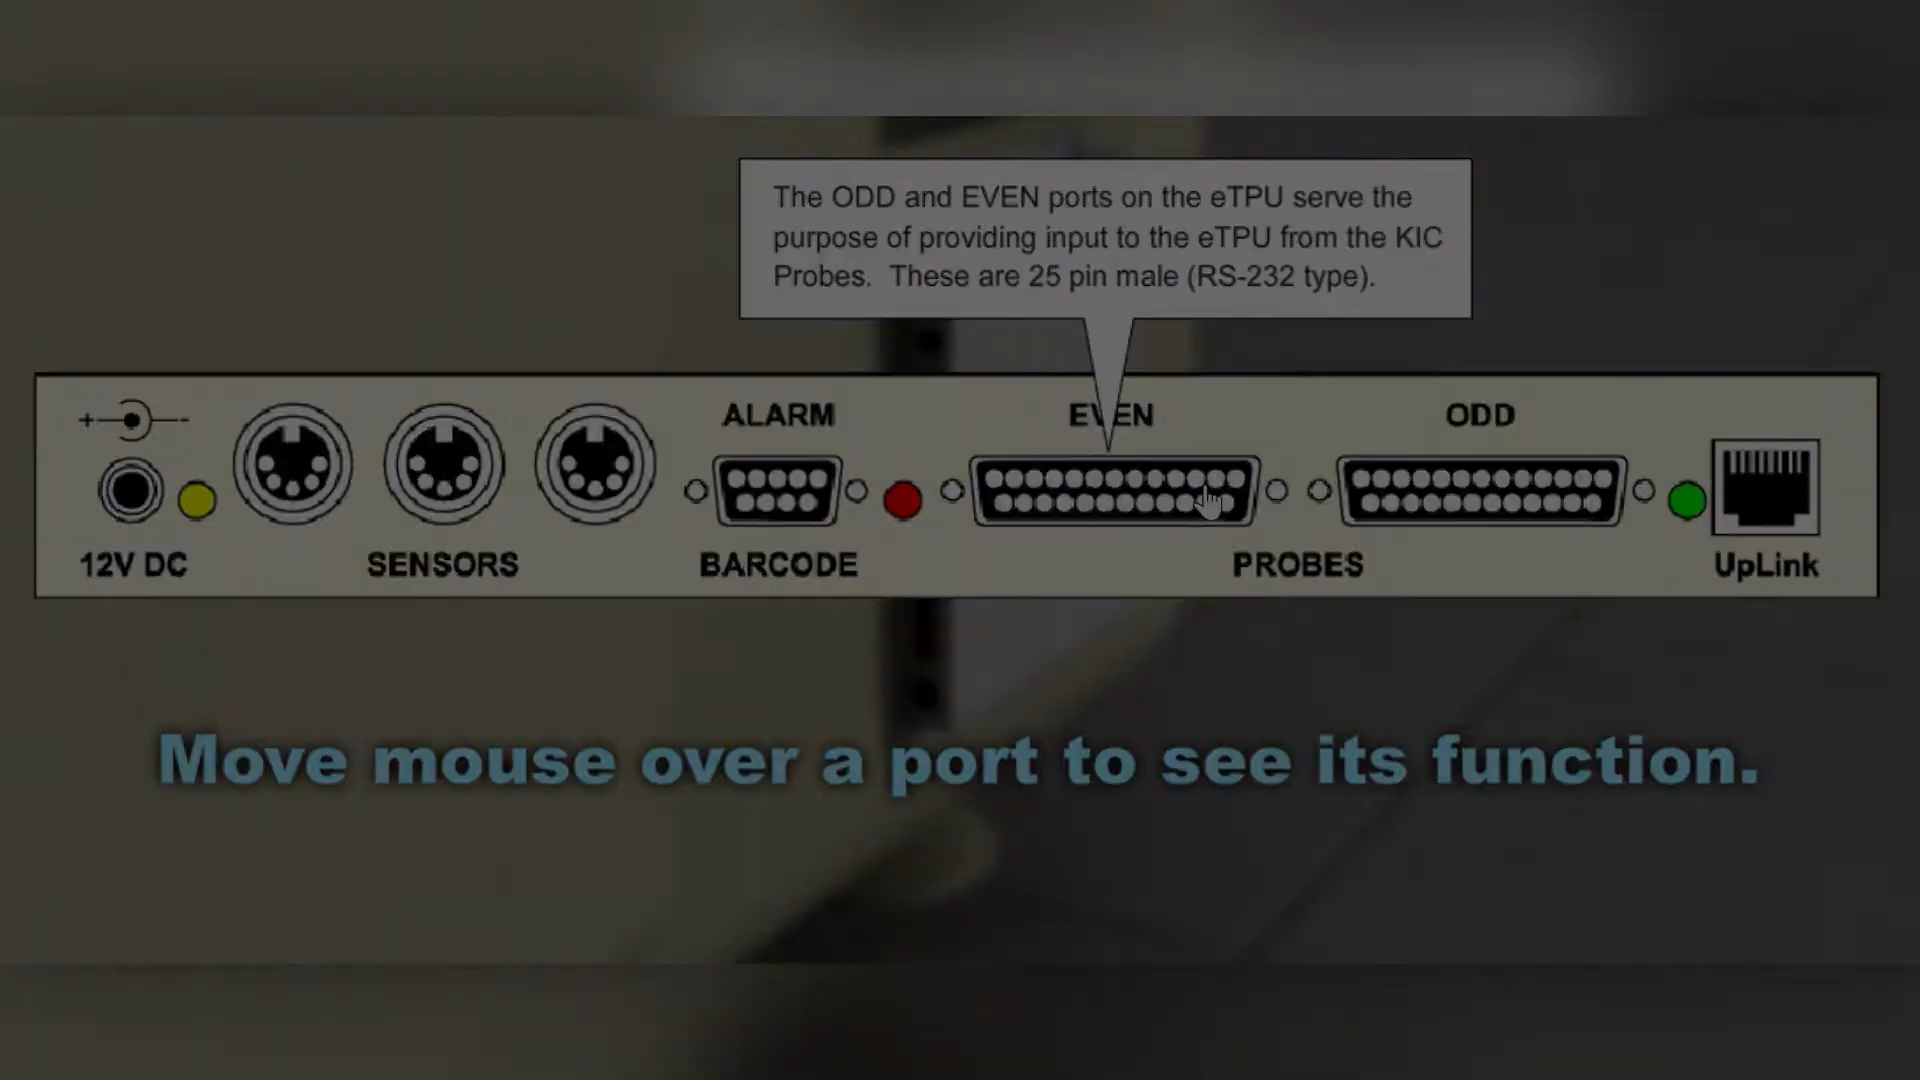 The ODD and EVEN ports on the eTPU serve the
purpose of providing input to the eTPU from the KIC
Probes.  These are 25 pin male (RS-232 type).
ALARM
EVEN
ODD
+ -
12V DC
SENSORS
BARCODE
PROBES
UpLink
Move mouse over a port to see its function.